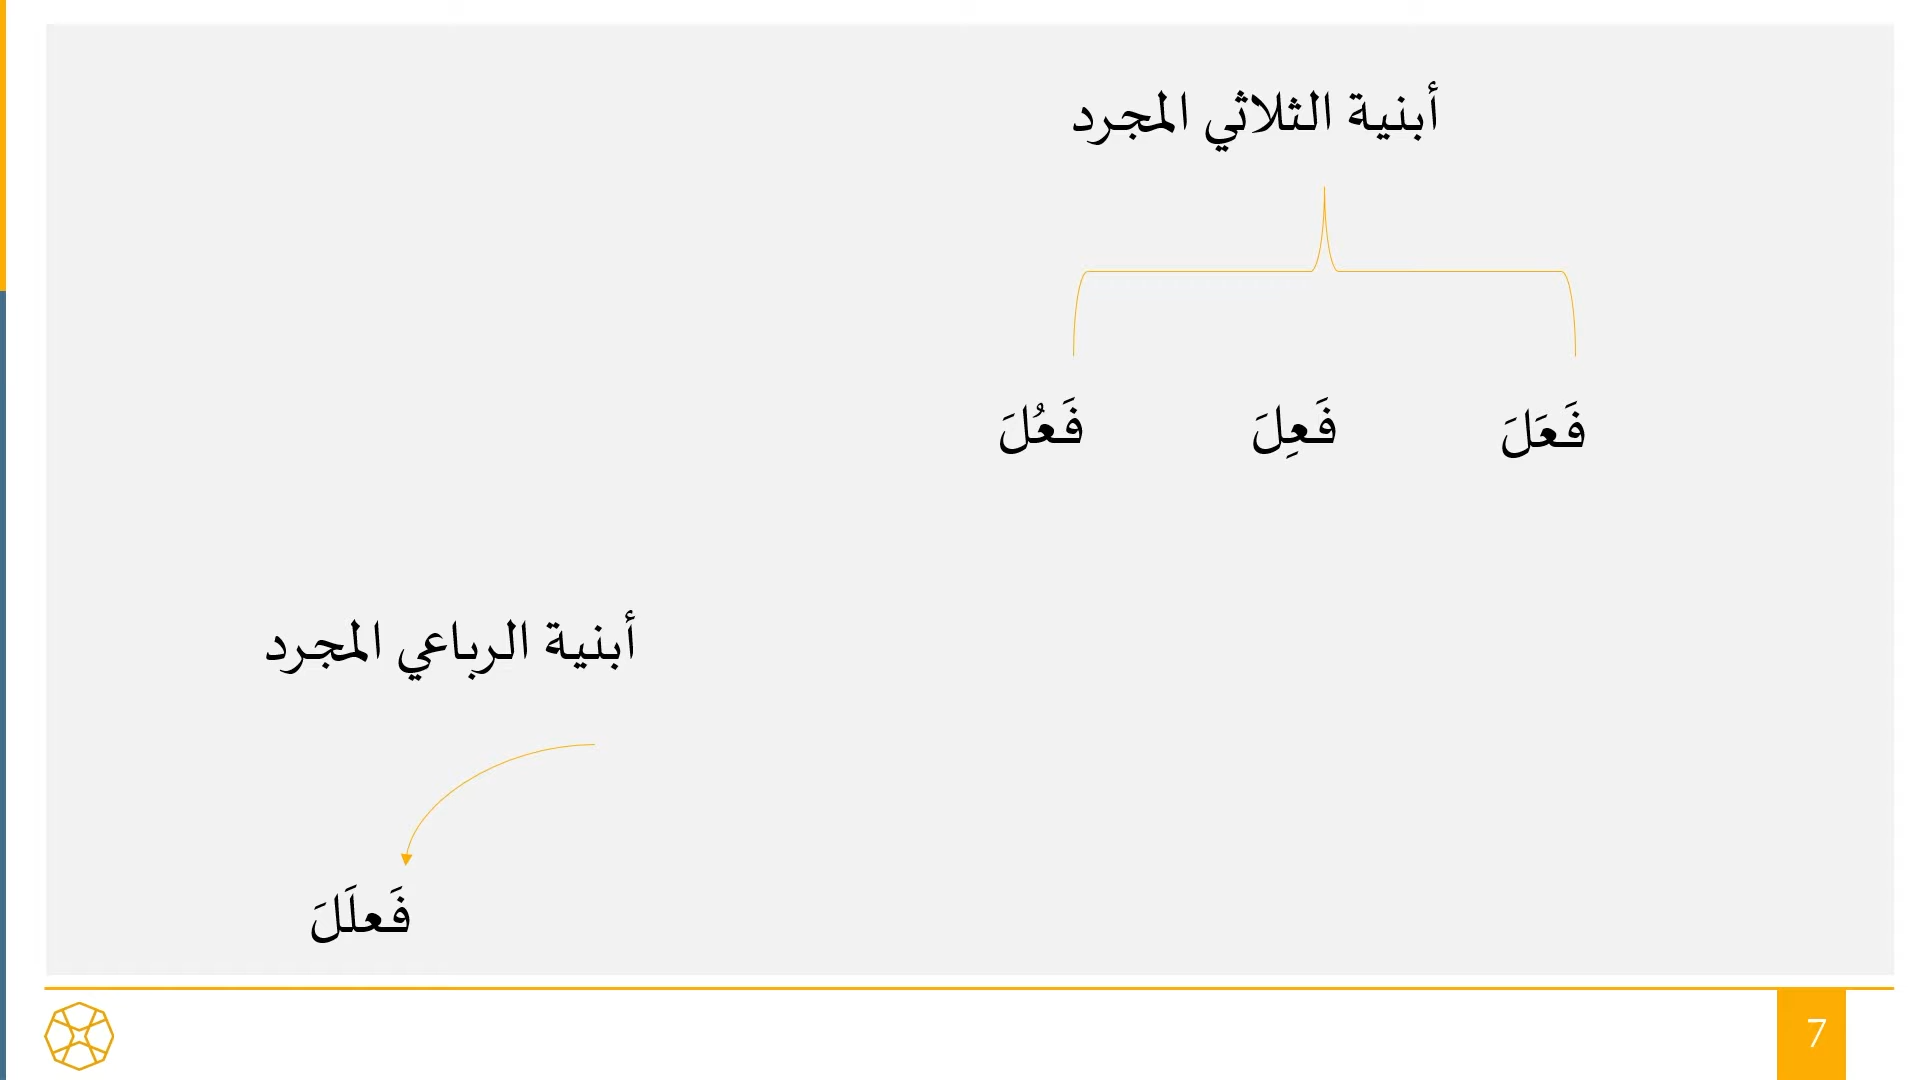 أبنية الثلاثي المجرد
فَعَلَ فَعِلَ فَعُلَ
أبنية الرباعي المجرد
فَعلَلَ
7